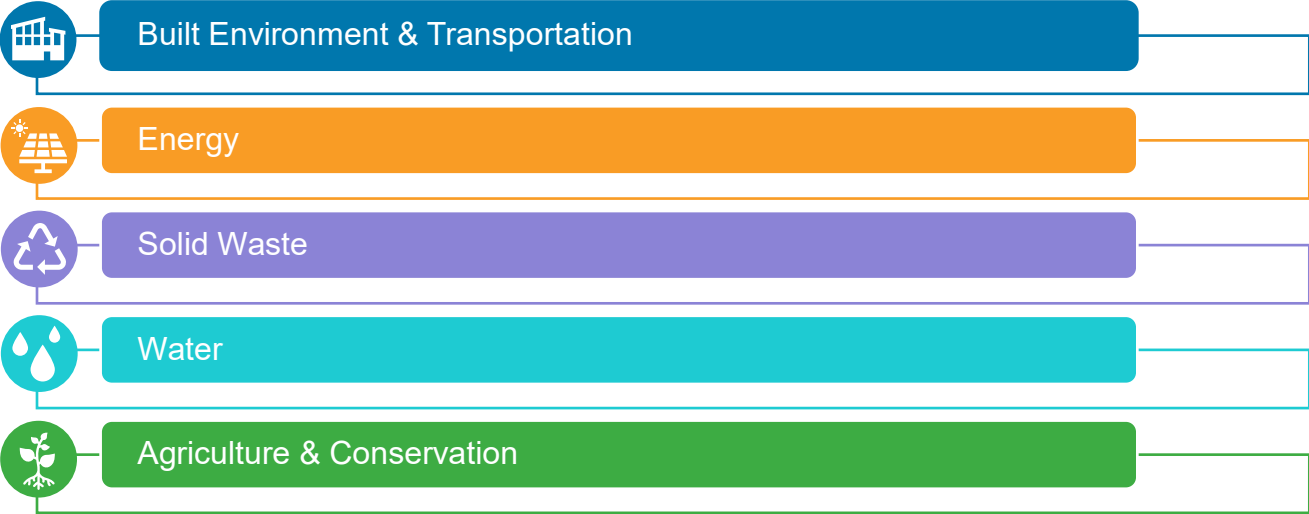 Built Environment & Transportation
Energy
Solid Waste
Water
Agriculture & Conservation